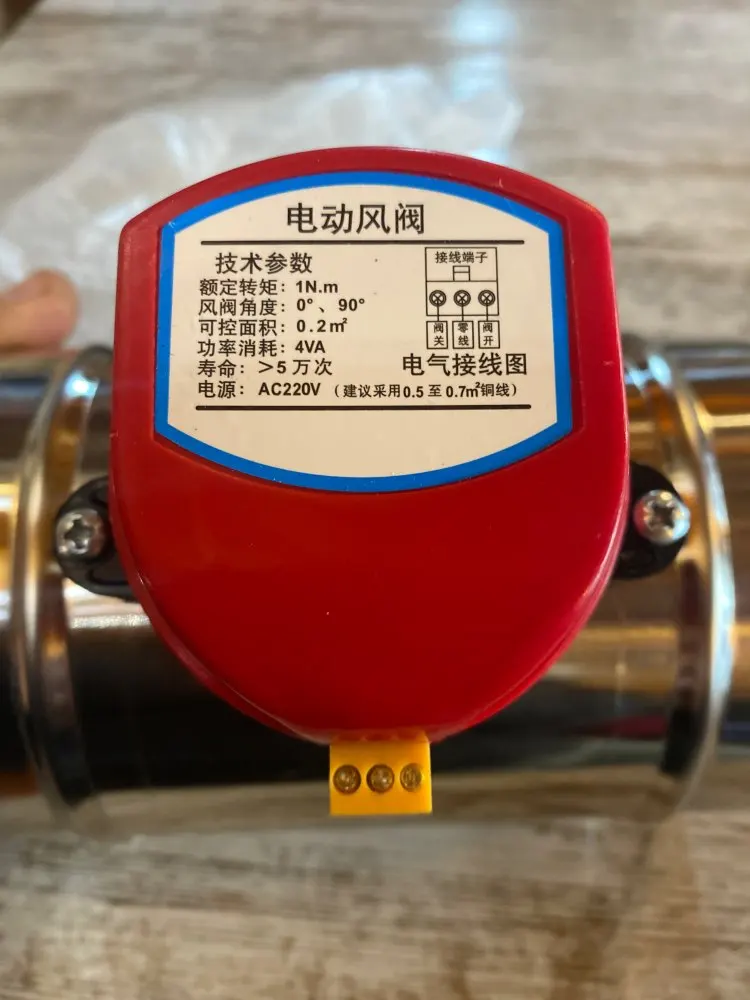 电动风阀
技术参数
额定转矩：1N.m
风阀角度：0°、90°
可控面积：0.2㎡
功率消耗：4VA
寿命：＞5万次
电源：AC220V（建议采用0.5至0.7㎡铜线）
接线端子
阀关
零线
阀开
电气接线图